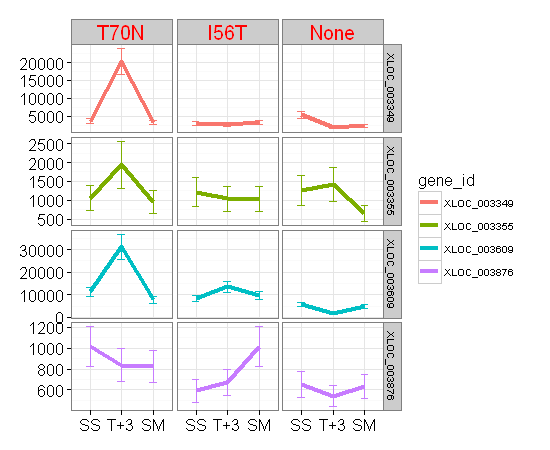 T70N I56T None
20000
15000
10000
5000
XLOC_003349
2500
2000
1500
1000
500
XLOC_003355
30000
20000
10000
0
XLOC_003609
1200
1000
800
600
XLOC_003876
SS T+3 SM SS T+3 SM SS T+3 SM
gene_id
XLOC_003349
XLOC_003355
XLOC_003609
XLOC_003876